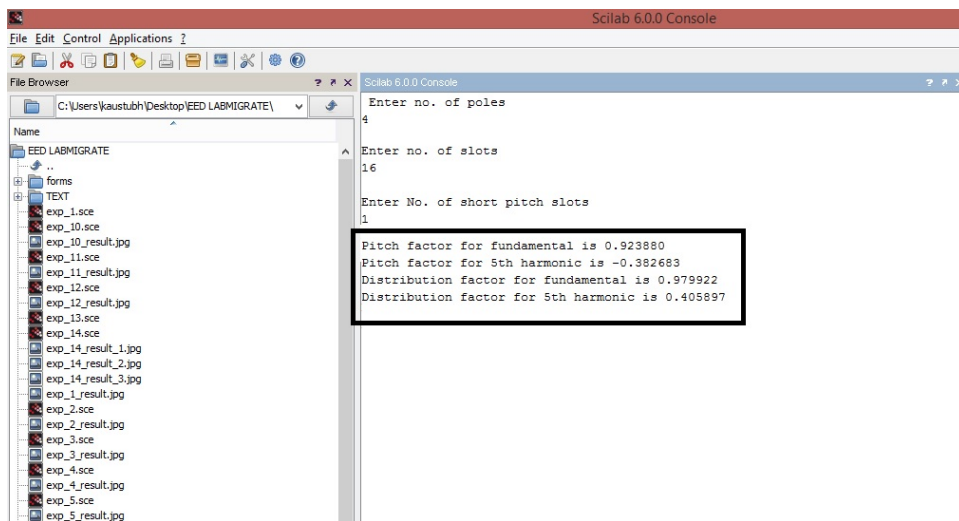 Scilab 6.0.0 Console
File Edit Control Applications ?
File Browser
C:\Users\kaustubh\Desktop\EED LABMIGRATE\
Name
EED LABMIGRATE
..
forms
TEXT
exp_1.sce
exp_10.sce
exp_10_result.jpg
exp_11.sce
exp_11_result.jpg
exp_12.sce
exp_12_result.jpg
exp_13.sce
exp_14.sce
exp_14_result_1.jpg
exp_14_result_2.jpg
exp_14_result_3.jpg
exp_1_result.jpg
exp_2.sce
exp_2_result.jpg
exp_3.sce
exp_3_result.jpg
exp_4.sce
exp_4_result.jpg
exp_5.sce
exp_5_result.jpg
Scilab 6.0.0 Console
Enter no. of poles
4
Enter no. of slots
16
Enter No. of short pitch slots
1
Pitch factor for fundamental is 0.923880
Pitch factor for 5th harmonic is -0.382683
Distribution factor for fundamental is 0.979922
Distribution factor for 5th harmonic is 0.405897